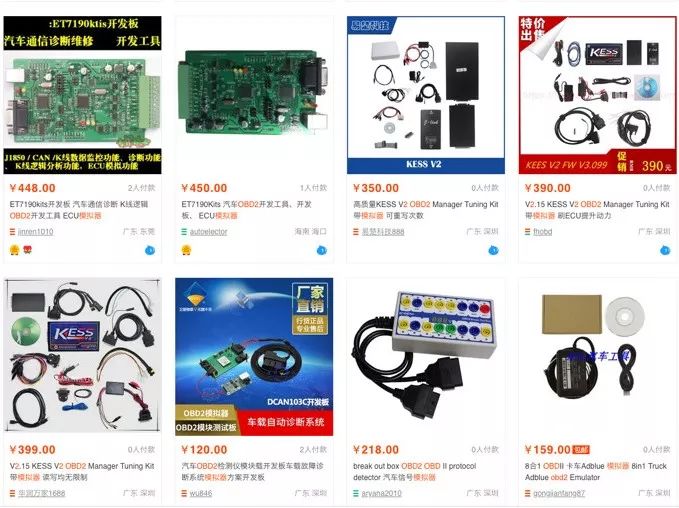 :ET7190ktis开发板
汽车通信诊断维修 开发工具
J1850 / CAN /K线数据监控功能、诊断功能
、K线逻辑分析功能、ECU模拟功能
¥448.00 2人付款
ET7190kits开发板 汽车通信诊断 K线逻辑
OBD2开发工具 ECU模拟器
jinren1010 广东 东莞
¥450.00 1人付款
ET7190Kits 汽车OBD2开发工具、开发
板、 ECU模拟器
autoelector 海南 海口
易楚科技
KESS V2
¥350.00 0人付款
高质量KESS V2 OBD2 Manager Tuning Kit
带模拟器 可重写次数
易楚科技888 广东 深圳
特价
出售
KESS
KEES V2 FW V3.099
促销
390元
¥390.00 0人付款
V2.15 KESS V2 OBD2 Manager Tuning Kit
带模拟器 刷ECU提升动力
fhobd 广东 深圳
KESS
¥399.00 0人付款
V2.15 KESS V2 OBD2 Manager Tuning Kit
带模拟器 读写均无限制
华润万家1688 广东 深圳
厂家
直销
行货正品
专业售后
DCAN103C开发板
OBD2模拟器
OBD2模块测试板
车载自动诊断系统
¥120.00 2人付款
汽车OBD2检测仪模块载开发板车载故障诊
断系统模拟器方案开发板
wu846 广东 深圳
¥218.00 0人付款
break out box OBD2 OBD II protocol
detector 汽车信号模拟器
aryana2010 广东 深圳
¥159.00 包邮 0人付款
8合1 OBDII 卡车Adblue 模拟器 8in1 Truck
Adblue obd2 Emulator
gongjianfang87 广东 深圳